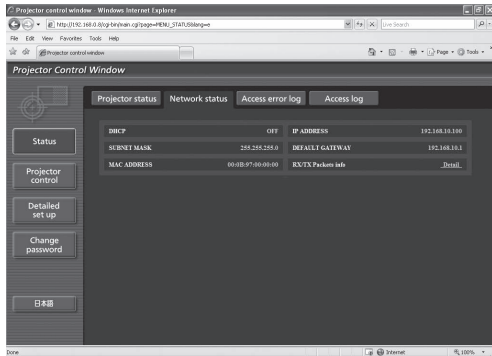 Projector control window - Windows Internet Explorer
http://192.168.0.8/cgi-bin/main.cgi?page=MENU_STATUS&lang=e
Live Search
File Edit View Favorites Tools Help
Projector control window
Page Tools
Projector Control Window
Projector status Network status Access error log Access log
DHCP OFF IP ADDRESS 192.168.10.100
SUBNET MASK 255.255.255.0 DEFAULT GATEWAY 192.168.10.1
MAC ADDRESS 00:0B:97:00:00:00 RX/TX Packets info Detail
Status
Projector
control
Detailed
set up
Change
password
日本語
Done Internet 100%